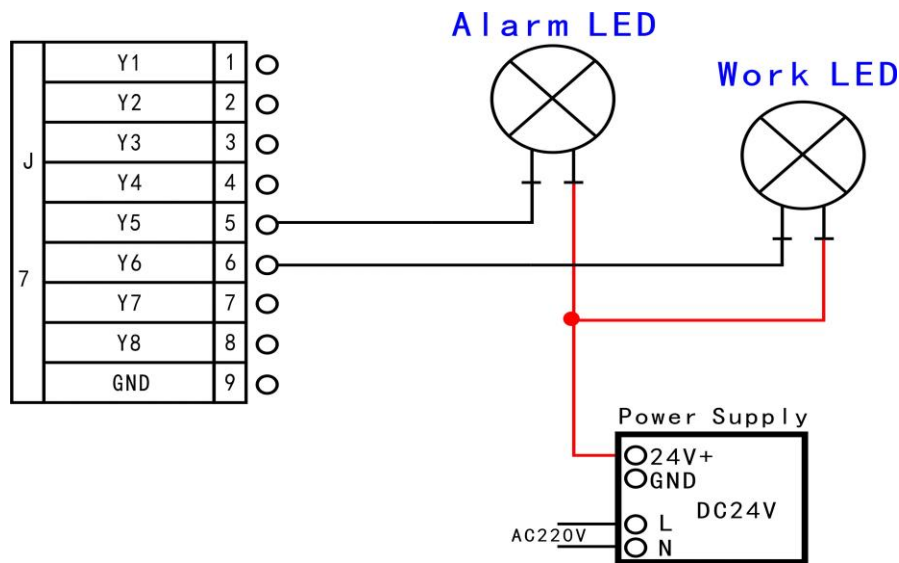 Alarm LED
Work LED
J7
Y1 1
Y2 2
Y3 3
Y4 4
Y5 5
Y6 6
Y7 7
Y8 8
GND 9
Power Supply
24V+
GND
DC24V
AC220V
L
N